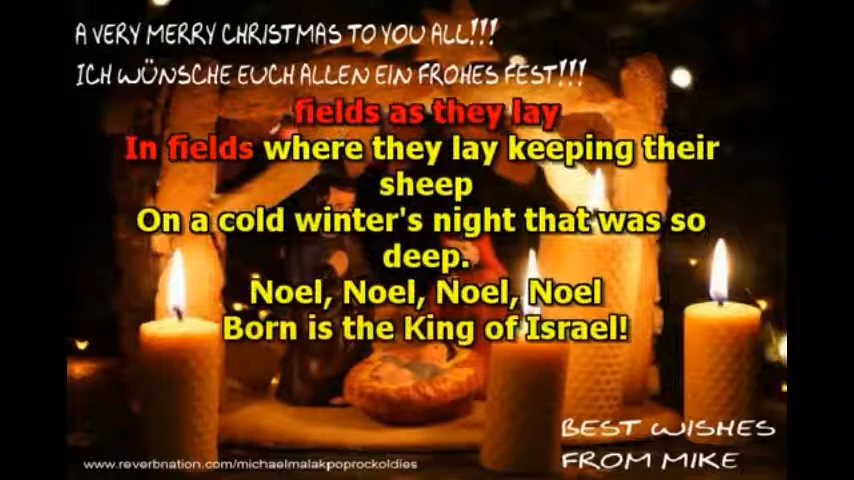 A VERY MERRY CHRISTMAS TO YOU ALL!!!
ICH WÜNSCHE EUCH ALLEN EIN FROHES FEST!!!
fields as they lay
In fields where they lay keeping their
sheep
On a cold winter's night that was so
deep.
Noel, Noel, Noel, Noel
Born is the King of Israel!
BEST WISHES
FROM MIKE
www.reverbnation.com/michaelmalakpoprockoldies